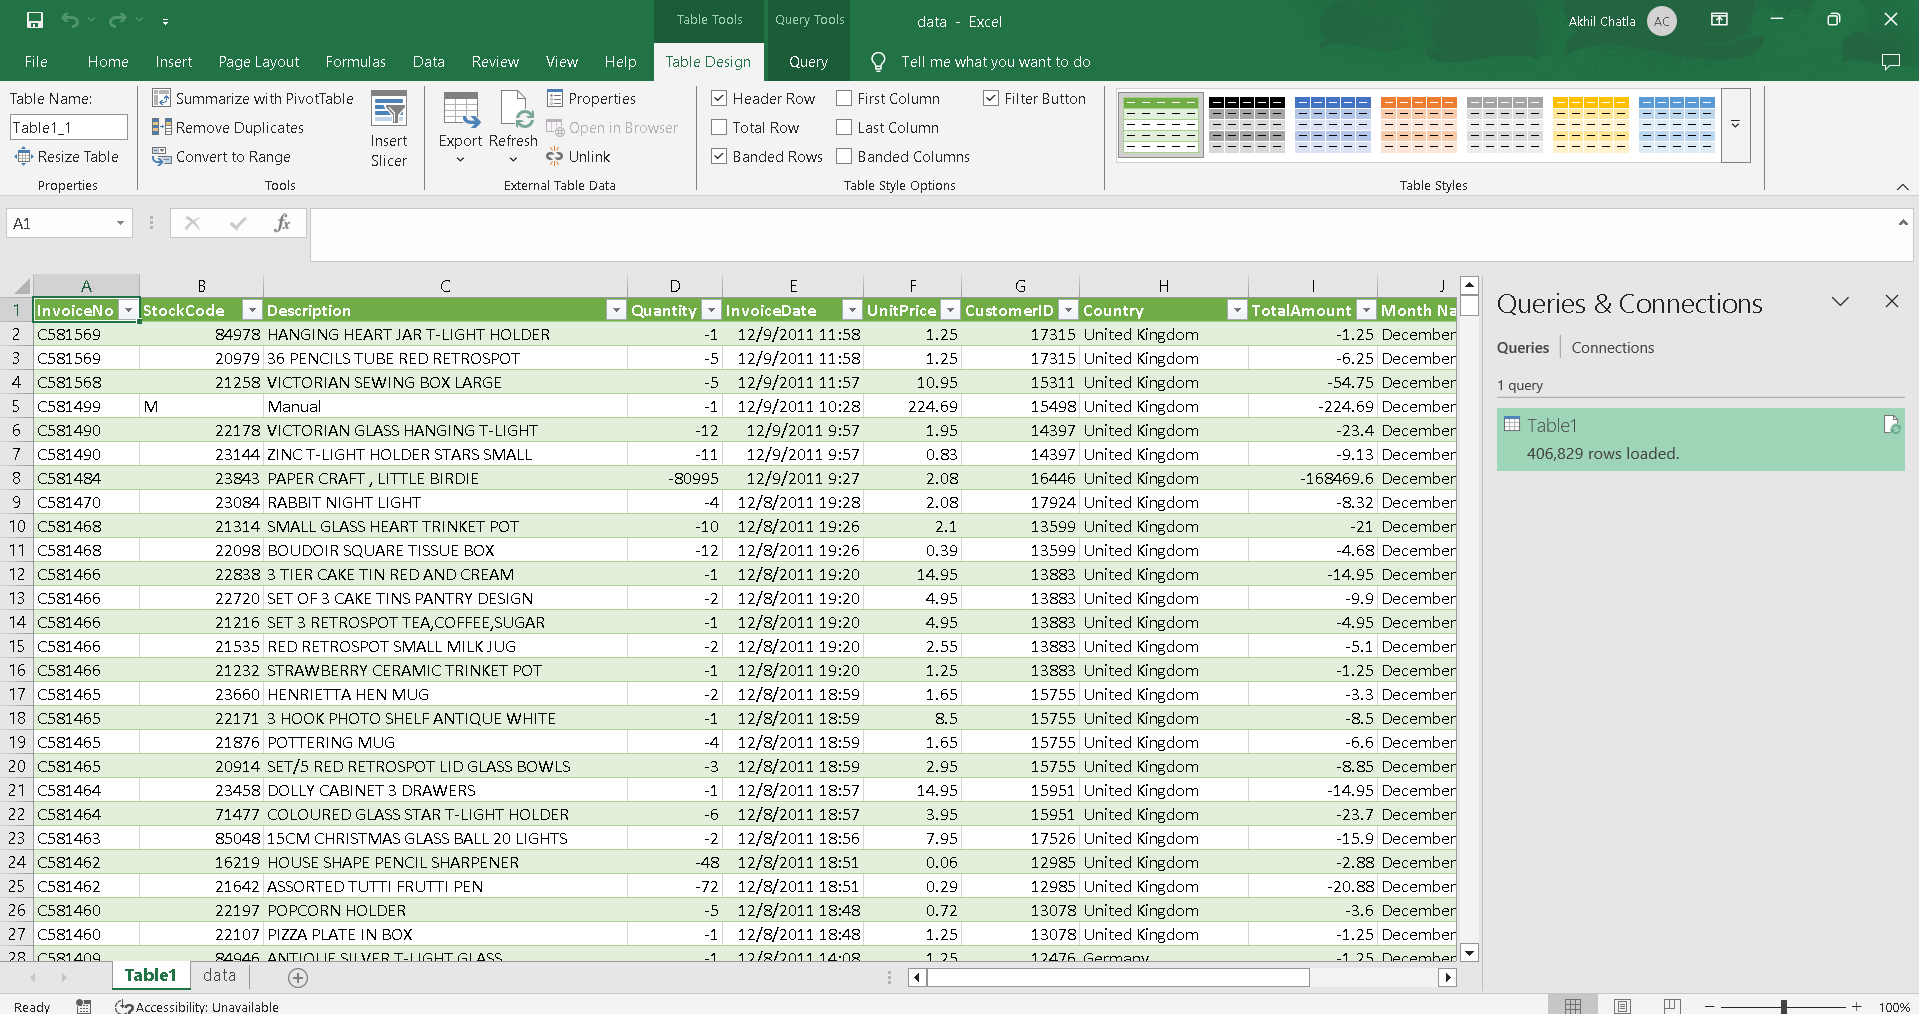 Table Tools Query Tools data - Excel Akhil Chatla AC
File Home Insert Page Layout Formulas Data Review View Help Table Design Query Tell me what you want to do
Table Name:
Table1_1
Resize Table
Properties
Summarize with PivotTable
Remove Duplicates
Convert to Range
Tools
Insert Slicer
Export Refresh
Properties
Open in Browser
Unlink
External Table Data
Header Row First Column Filter Button
Total Row Last Column
Banded Rows Banded Columns
Table Style Options
Table Styles
A1 fx
A B C D E F G H I J
1 InvoiceNo StockCode Description Quantity InvoiceDate UnitPrice CustomerID Country TotalAmount Month Na
2 C581569 84978 HANGING HEART JAR T-LIGHT HOLDER -1 12/9/2011 11:58 1.25 17315 United Kingdom -1.25 December
3 C581569 20979 36 PENCILS TUBE RED RETROSPOT -5 12/9/2011 11:58 1.25 17315 United Kingdom -6.25 December
4 C581568 21258 VICTORIAN SEWING BOX LARGE -5 12/9/2011 11:57 10.95 15311 United Kingdom -54.75 December
5 C581499 M Manual -1 12/9/2011 10:28 224.69 15498 United Kingdom -224.69 December
6 C581490 22178 VICTORIAN GLASS HANGING T-LIGHT -12 12/9/2011 9:57 1.95 14397 United Kingdom -23.4 December
7 C581490 23144 ZINC T-LIGHT HOLDER STARS SMALL -11 12/9/2011 9:57 0.83 14397 United Kingdom -9.13 December
8 C581484 23843 PAPER CRAFT , LITTLE BIRDIE -80995 12/9/2011 9:27 2.08 16446 United Kingdom -168469.6 December
9 C581470 23084 RABBIT NIGHT LIGHT -4 12/8/2011 19:28 2.08 17924 United Kingdom -8.32 December
10 C581468 21314 SMALL GLASS HEART TRINKET POT -10 12/8/2011 19:26 2.1 13599 United Kingdom -21 December
11 C581468 22098 BOUDOIR SQUARE TISSUE BOX -12 12/8/2011 19:26 0.39 13599 United Kingdom -4.68 December
12 C581466 22838 3 TIER CAKE TIN RED AND CREAM -1 12/8/2011 19:20 14.95 13883 United Kingdom -14.95 December
13 C581466 22720 SET OF 3 CAKE TINS PANTRY DESIGN -2 12/8/2011 19:20 4.95 13883 United Kingdom -9.9 December
14 C581466 21216 SET 3 RETROSPOT TEA,COFFEE,SUGAR -1 12/8/2011 19:20 4.95 13883 United Kingdom -4.95 December
15 C581466 21535 RED RETROSPOT SMALL MILK JUG -2 12/8/2011 19:20 2.55 13883 United Kingdom -5.1 December
16 C581466 21232 STRAWBERRY CERAMIC TRINKET POT -1 12/8/2011 19:20 1.25 13883 United Kingdom -1.25 December
17 C581465 23660 HENRIETTA HEN MUG -2 12/8/2011 18:59 1.65 15755 United Kingdom -3.3 December
18 C581465 22171 3 HOOK PHOTO SHELF ANTIQUE WHITE -1 12/8/2011 18:59 8.5 15755 United Kingdom -8.5 December
19 C581465 21876 POTTERING MUG -4 12/8/2011 18:59 1.65 15755 United Kingdom -6.6 December
20 C581465 20914 SET/5 RED RETROSPOT LID GLASS BOWLS -3 12/8/2011 18:59 2.95 15755 United Kingdom -8.85 December
21 C581464 23458 DOLLY CABINET 3 DRAWERS -1 12/8/2011 18:57 14.95 15951 United Kingdom -14.95 December
22 C581464 71477 COLOURED GLASS STAR T-LIGHT HOLDER -6 12/8/2011 18:57 3.95 15951 United Kingdom -23.7 December
23 C581463 85048 15CM CHRISTMAS GLASS BALL 20 LIGHTS -2 12/8/2011 18:56 7.95 17526 United Kingdom -15.9 December
24 C581462 16219 HOUSE SHAPE PENCIL SHARPENER -48 12/8/2011 18:51 0.06 12985 United Kingdom -2.88 December
25 C581462 21642 ASSORTED TUTTI FRUTTI PEN -72 12/8/2011 18:51 0.29 12985 United Kingdom -20.88 December
26 C581460 22197 POPCORN HOLDER -5 12/8/2011 18:48 0.72 13078 United Kingdom -3.6 December
27 C581460 22107 PIZZA PLATE IN BOX -1 12/8/2011 18:48 1.25 13078 United Kingdom -1.25 December
28 C581409 84946 ANTIQUE SILVER T-LIGHT GLASS -1 12/8/2011 14:08 1.25 12476 Germany -1.25 December
Queries & Connections
Queries Connections
1 query
Table1
406,829 rows loaded.
Table1 data
Ready Accessibility: Unavailable 100%